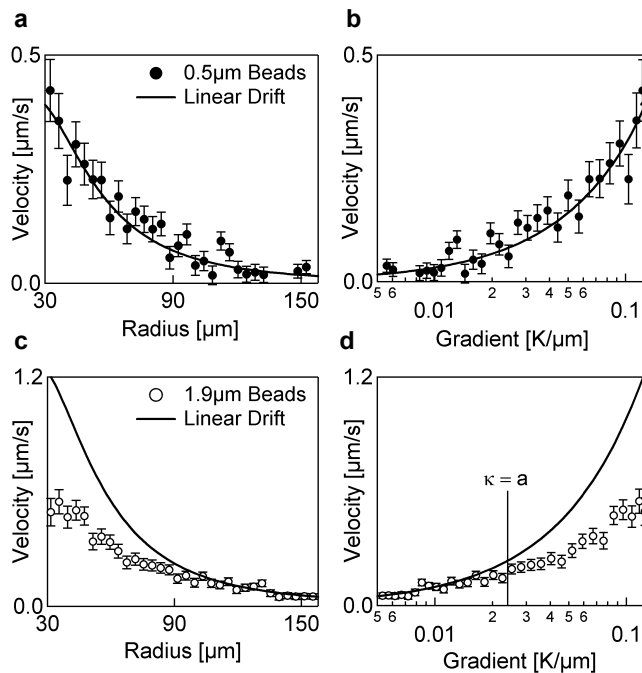 a
0.5
Velocity [µm/s]
0.0
0.5µm Beads
Linear Drift
30
90
150
Radius [µm]
b
0.5
Velocity [µm/s]
0.0
5 6 2 3 4 5 6
0.01 0.1
Gradient [K/µm]
c
1.2
Velocity [µm/s]
0.0
1.9µm Beads
Linear Drift
30
90
150
Radius [µm]
d
1.2
Velocity [µm/s]
0.0
κ = a
5 6 2 3 4 5 6
0.01 0.1
Gradient [K/µm]